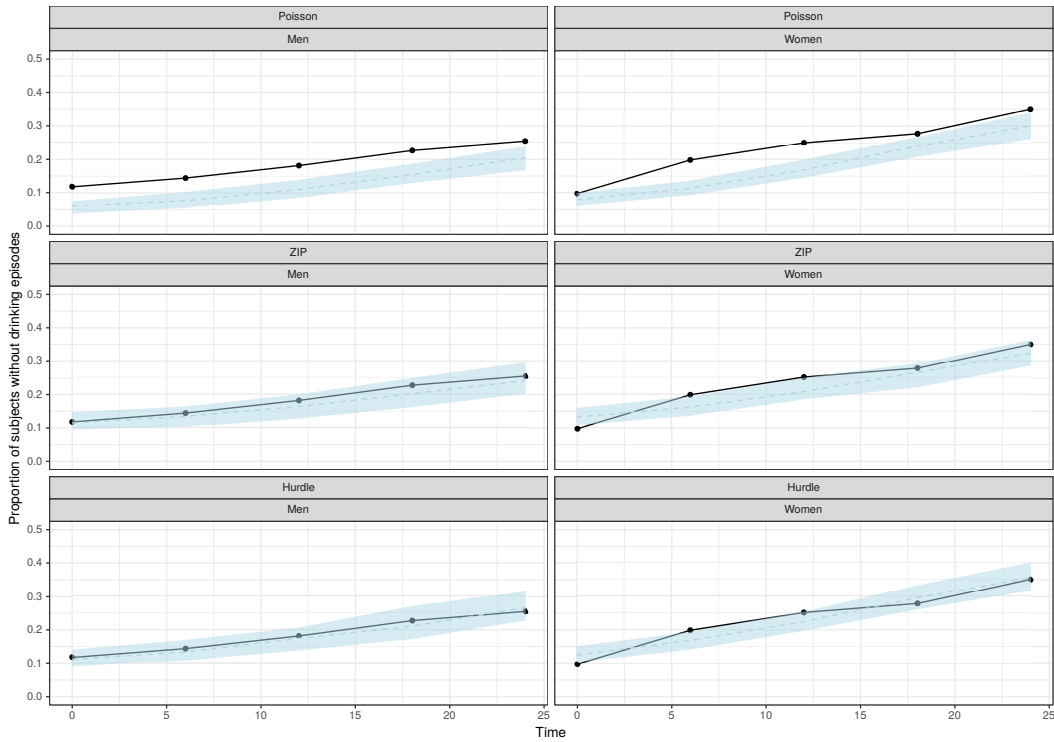 Poisson
Poisson
Men
Women
0.5
0.4
0.3
0.2
0.1
0.0
ZIP
ZIP
Men
Women
0.5
0.4
0.3
0.2
0.1
0.0
Hurdle
Hurdle
Men
Women
0.5
0.4
0.3
0.2
0.1
0.0
0 5 10 15 20 25
0 5 10 15 20 25
Time
Proportion of subjects without drinking episodes